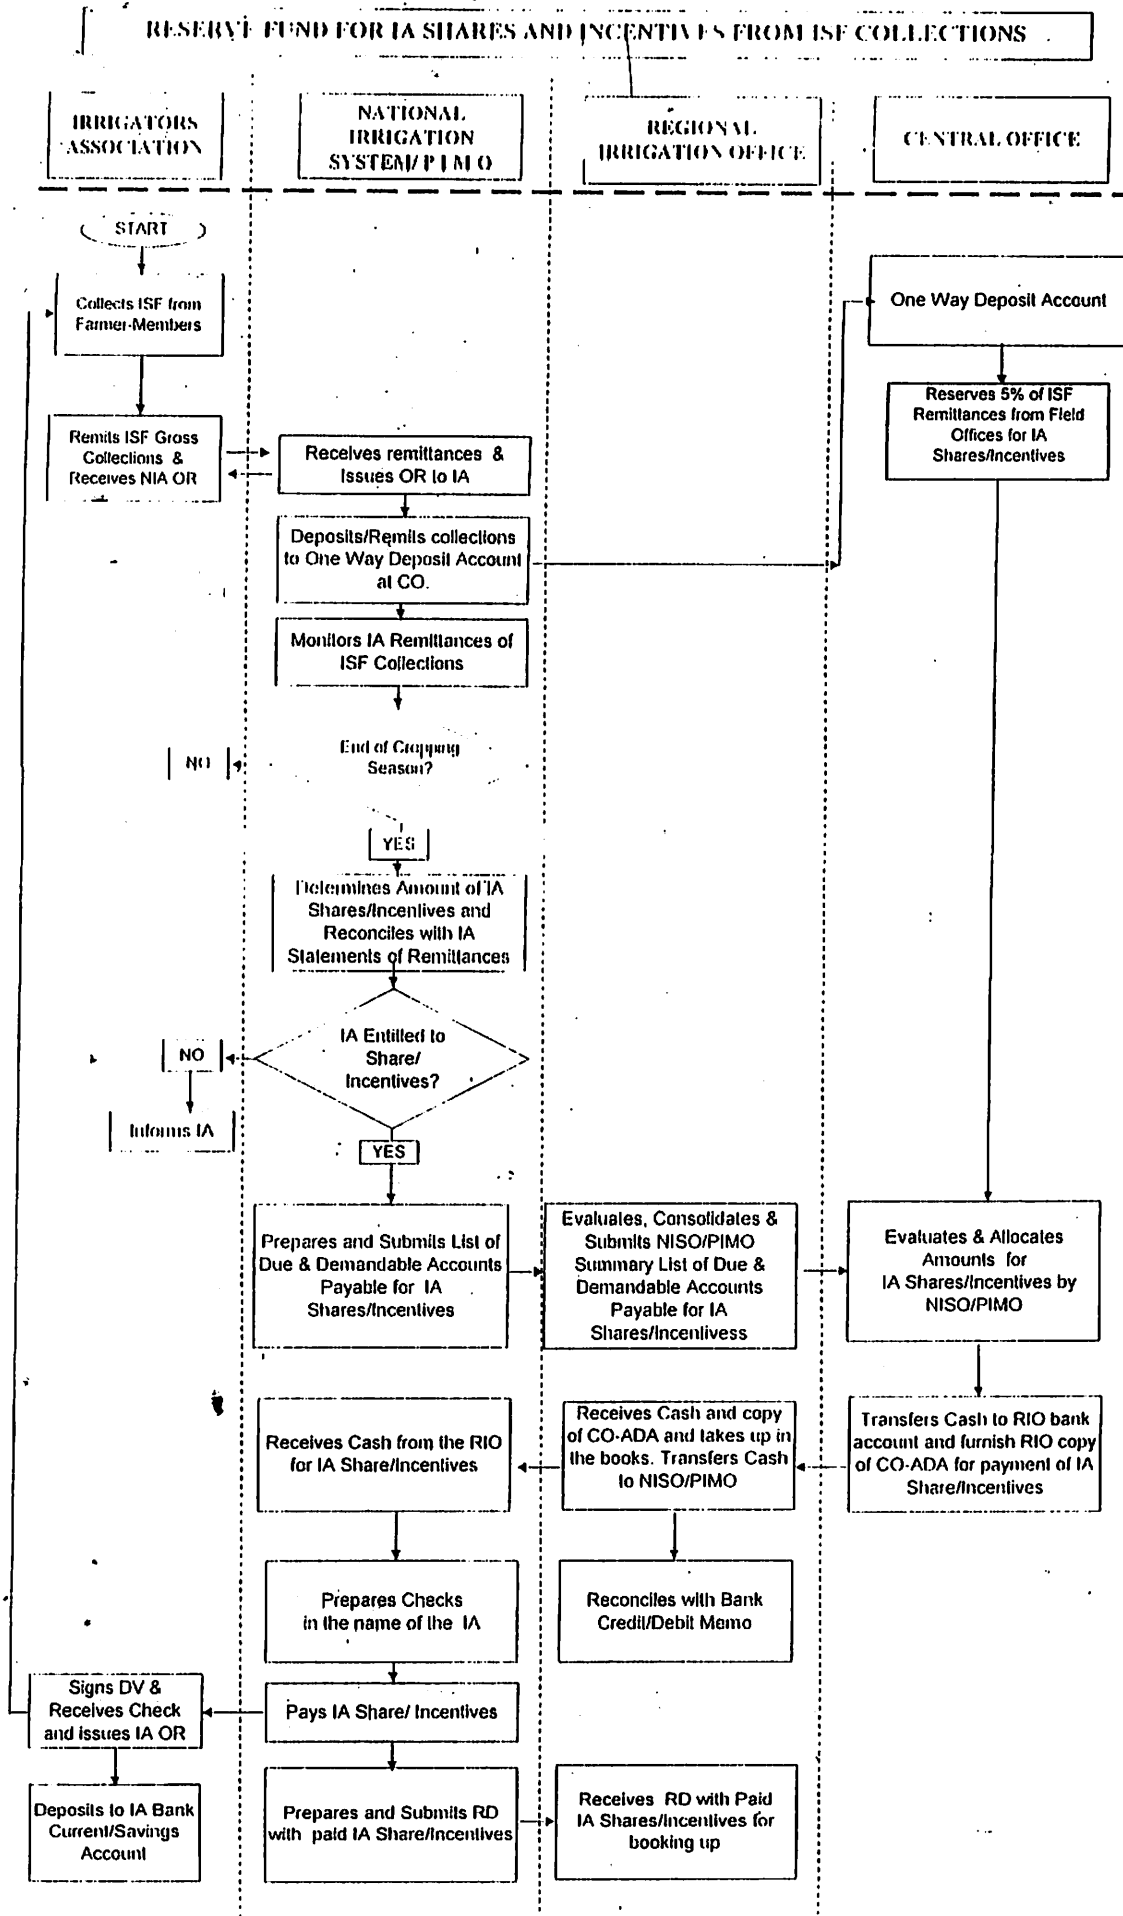 RESERVE FUND FOR IA SHARES AND INCENTIVES FROM ISF COLLECTIONS
IRRIGATORS
ASSOCIATION
NATIONAL
IRRIGATION
SYSTEM/ P I M O
REGIONAL
IRRIGATION OFFICE
CENTRAL OFFICE
START
Collects ISF from
Farmer-Members
One Way Deposit Account
Reserves 5% of ISF
Remittances from Field
Offices for IA
Shares/Incentives
Remits ISF Gross
Collections &
Receives NIA OR
Receives remittances &
Issues OR to IA
Deposits/Remits collections
to One Way Deposit Account
at CO.
Monitors IA Remittances of
ISF Collections
End of Cropping
Season?
NO
YES
Determines Amount of IA
Shares/Incentives and
Reconciles with IA
Statements of Remittances
IA Entitled to
Share/
Incentives?
NO
Informs IA
YES
Prepares and Submits List of
Due & Demandable Accounts
Payable for IA
Shares/Incentives
Evaluates, Consolidates &
Submits NISO/PIMO
Summary List of Due &
Demandable Accounts
Payable for IA
Shares/Incentivess
Evaluates & Allocates
Amounts for
IA Shares/Incentives by
NISO/PIMO
Receives Cash from the RIO
for IA Share/Incentives
Receives Cash and copy
of CO-ADA and takes up in
the books. Transfers Cash
to NISO/PIMO
Transfers Cash to RIO bank
account and furnish RIO copy
of CO-ADA for payment of IA
Share/Incentives
Prepares Checks
in the name of the IA
Reconciles with Bank
Credit/Debit Memo
Signs DV &
Receives Check
and issues IA OR
Pays IA Share/ Incentives
Deposits to IA Bank
Current/Savings
Account
Prepares and Submits RD
with paid IA Share/Incentives
Receives RD with Paid
IA Shares/Incentives for
booking up